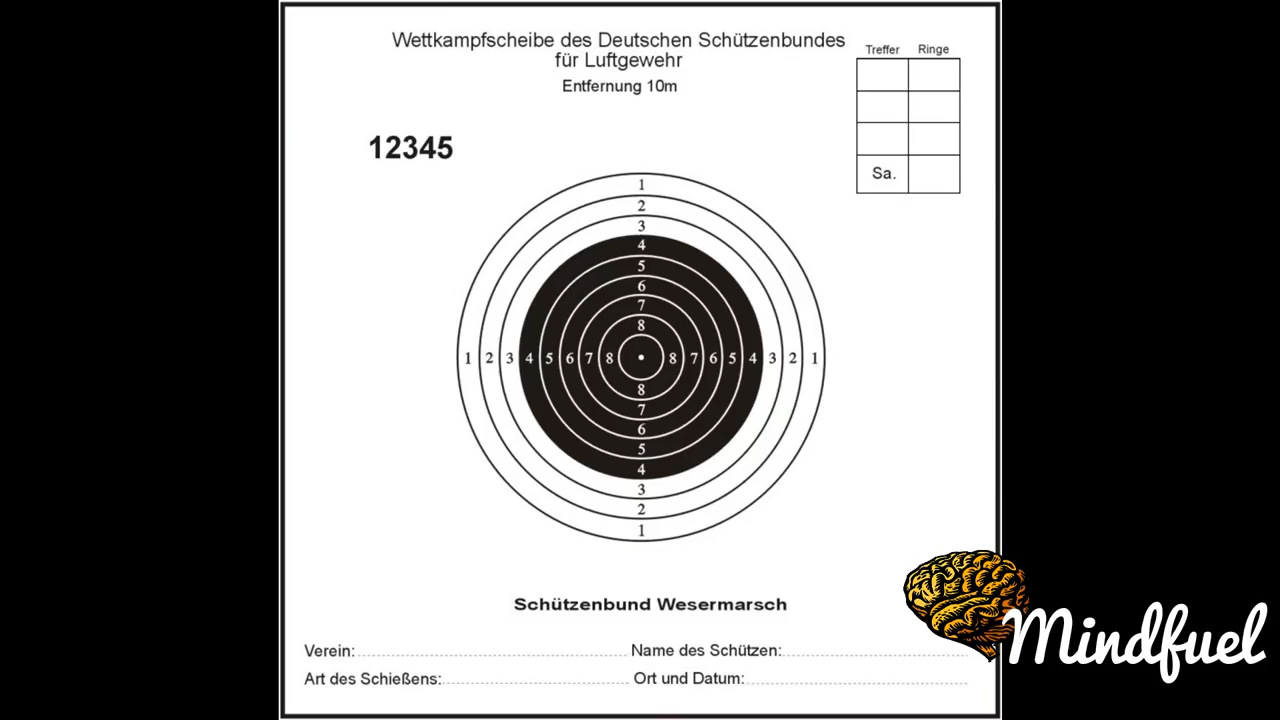 Wettkampfscheibe des Deutschen Schützenbundes
für Luftgewehr
Entfernung 10m
Treffer Ringe
Sa.
12345
1
2
3
4
5
6
7
8
1 2 3 4 5 6 7 8 8 7 6 5 4 3 2 1
8
7
6
5
4
3
2
1
Schützenbund Wesermarsch
Verein: Name des Schützen:
Art des Schießens: Ort und Datum:
Mindfuel